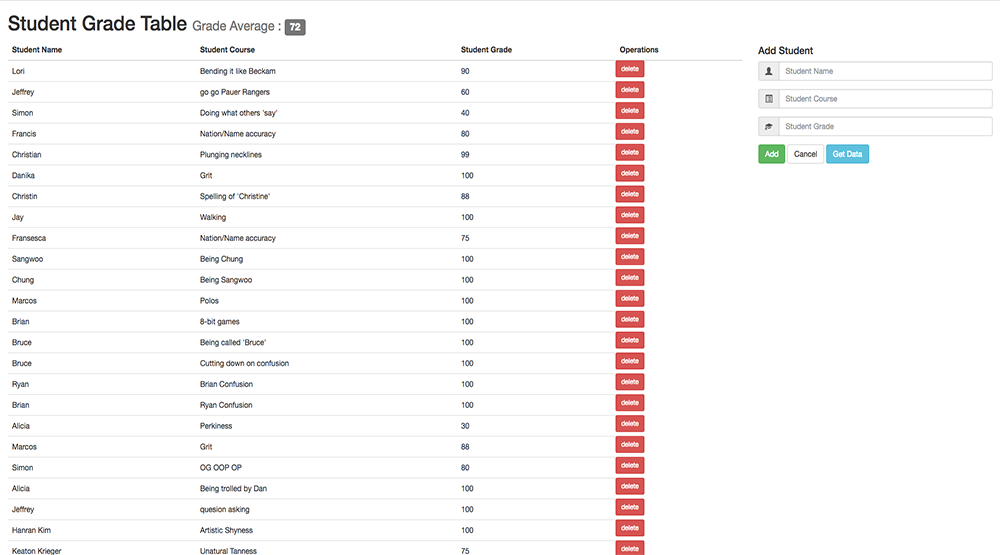 Student Grade Table Grade Average : 72
Student Name Student Course Student Grade Operations
Lori Bending it like Beckam 90 delete
Jeffrey go go Pauer Rangers 60 delete
Simon Doing what others 'say' 40 delete
Francis Nation/Name accuracy 80 delete
Christian Plunging necklines 99 delete
Danika Grit 100 delete
Christin Spelling of 'Christine' 88 delete
Jay Walking 100 delete
Fransesca Nation/Name accuracy 75 delete
Sangwoo Being Chung 100 delete
Chung Being Sangwoo 100 delete
Marcos Polos 100 delete
Brian 8-bit games 100 delete
Bruce Being called 'Bruce' 100 delete
Bruce Cutting down on confusion 100 delete
Ryan Brian Confusion 100 delete
Brian Ryan Confusion 100 delete
Alicia Perkiness 30 delete
Marcos Grit 88 delete
Simon OG OOP OP 80 delete
Alicia Being trolled by Dan 100 delete
Jeffrey quesion asking 100 delete
Hanran Kim Artistic Shyness 100 delete
Keaton Krieger Unatural Tanness 75 delete
Add Student
Student Name
Student Course
Student Grade
Add Cancel Get Data